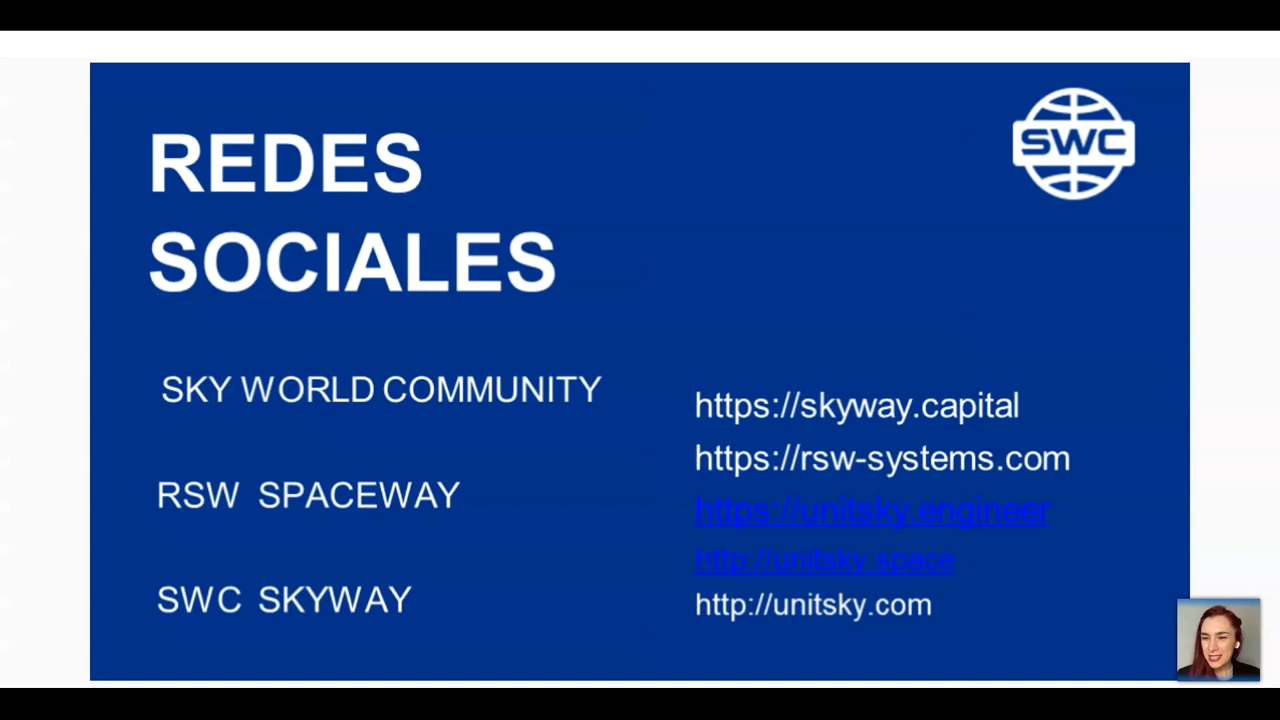 SWC
REDES
SOCIALES
SKY WORLD COMMUNITY
RSW SPACEWAY
SWC SKYWAY
https://skyway.capital
https://rsw-systems.com
https://unitsky.engineer
http://unitsky.space
http://unitsky.com